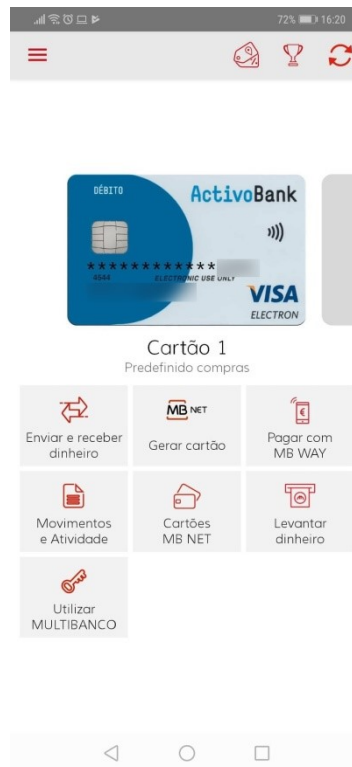 72% 16:20
DÉBITO
ActivoBank
************
4544 ELECTRONIC USE ONLY
VISA
ELECTRON
Cartão 1
Predefinido compras
Enviar e receber
dinheiro
MB NET
Gerar cartão
€
Pagar com
MB WAY
Movimentos
e Atividade
Cartões
MB NET
Levantar
dinheiro
Utilizar
MULTIBANCO